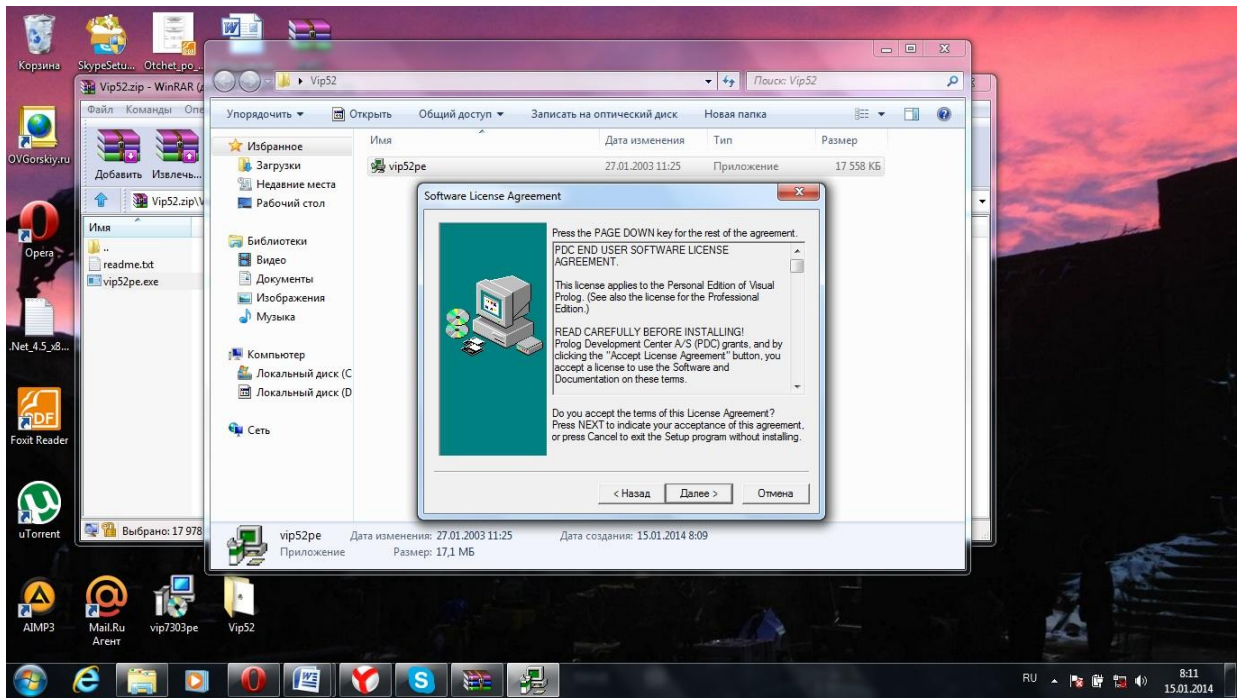 Корзина
SkypeSetu...
Otchet_po_...
Vip52.zip - WinRAR
Файл Команды
Добавить Извлечь...
Vip52.zip\
Имя
..
readme.txt
vip52pe.exe
Выбрано: 17 978
OVGorskiy.ru
Opera
.Net_4.5_x8...
Foxit Reader
uTorrent
AIMP3
Mail.Ru
Агент
vip7303pe
Vip52
Vip52
Поиск: Vip52
Упорядочить Открыть Общий доступ Записать на оптический диск Новая папка
Избранное
Загрузки
Недавние места
Рабочий стол
Библиотеки
Видео
Документы
Изображения
Музыка
Компьютер
Локальный диск (C
Локальный диск (D
Сеть
Имя Дата изменения Тип Размер
vip52pe 27.01.2003 11:25 Приложение 17 558 КБ
Software License Agreement
Press the PAGE DOWN key for the rest of the agreement.
PDC END USER SOFTWARE LICENSE
AGREEMENT.
This license applies to the Personal Edition of Visual
Prolog. (See also the license for the Professional
Edition.)
READ CAREFULLY BEFORE INSTALLING!
Prolog Development Center A/S (PDC) grants, and by
clicking the "Accept License Agreement" button, you
accept a license to use the Software and
Documentation on these terms.
Do you accept the terms of this License Agreement?
Press NEXT to indicate your acceptance of this agreement,
or press Cancel to exit the Setup program without installing.
< Назад Далее > Отмена
vip52pe Дата изменения: 27.01.2003 11:25 Дата создания: 15.01.2014 8:09
Приложение Размер: 17,1 МБ
RU
8:11
15.01.2014